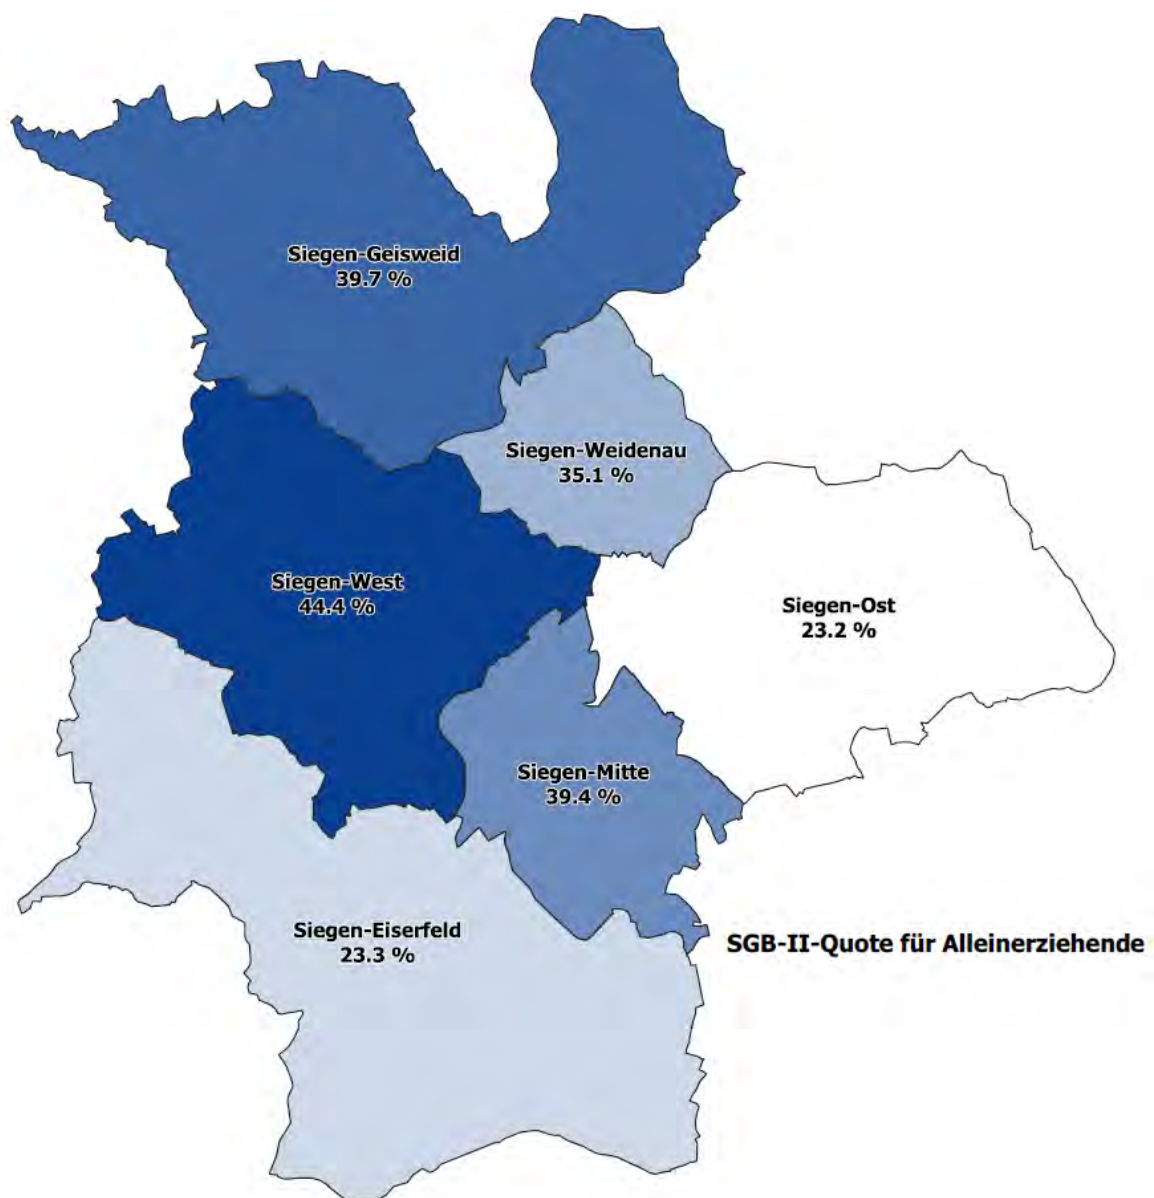 Siegen-Geisweid
39.7 %
Siegen-Weidenau
35.1 %
Siegen-West
44.4 %
Siegen-Ost
23.2 %
Siegen-Mitte
39.4 %
Siegen-Eiserfeld
23.3 %
SGB-II-Quote für Alleinerziehende